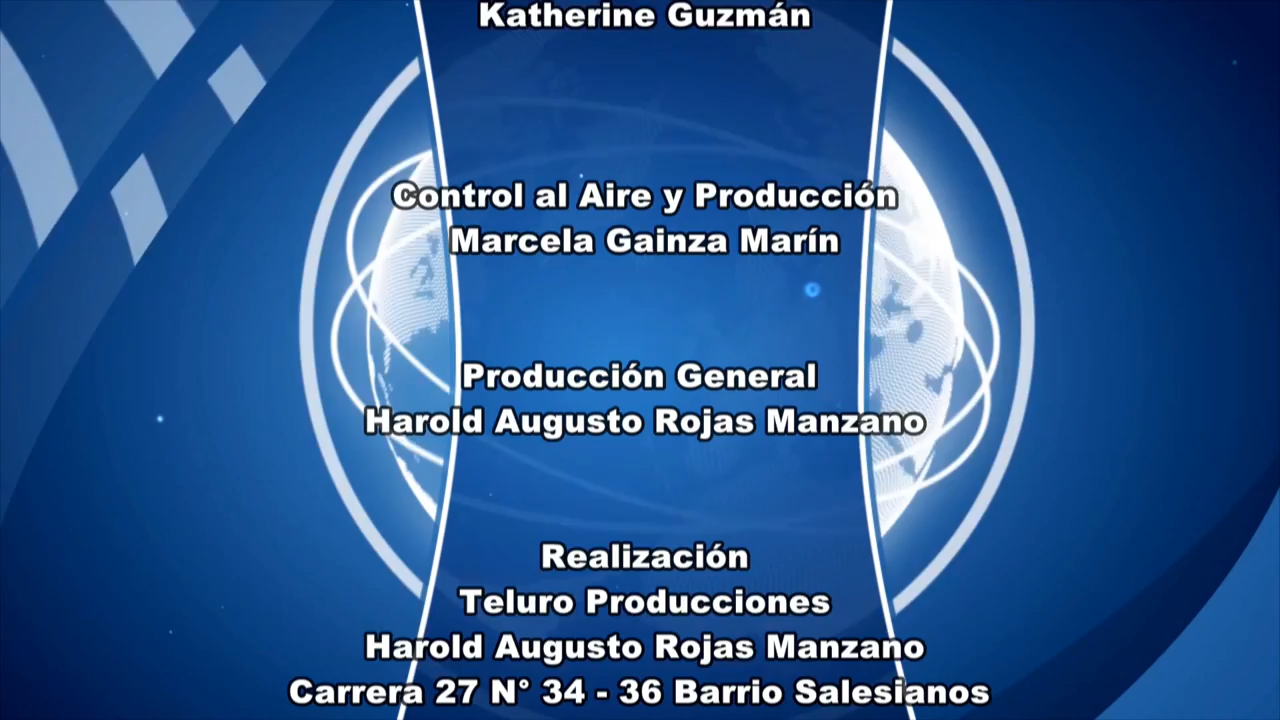 Katherine Guzmán
Control al Aire y Producción
Marcela Gainza Marín
Producción General
Harold Augusto Rojas Manzano
Realización
Teluro Producciones
Harold Augusto Rojas Manzano
Carrera 27 N° 34 - 36 Barrio Salesianos